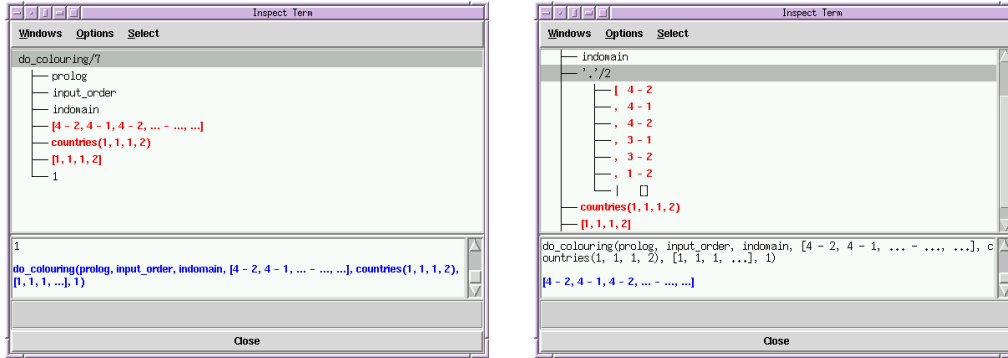 Inspect Term
Windows Options Select
do_colouring/7
prolog
input_order
indomain
[4 - 2, 4 - 1, 4 - 2, ... - ..., ...]
countries(1, 1, 1, 2)
[1, 1, 1, 2]
1
1
do_colouring(prolog, input_order, indomain, [4 - 2, 4 - 1, ... - ..., ...], countries(1, 1, 1, 2),
[1, 1, 1, ...], 1)
Close
Inspect Term
Windows Options Select
indomain
'.'/2
[ 4 - 2
, 4 - 1
, 4 - 2
, 3 - 1
, 3 - 2
, 1 - 2
| []
countries(1, 1, 1, 2)
[1, 1, 1, 2]
do_colouring(prolog, input_order, indomain, [4 - 2, 4 - 1, ... - ..., ...], c
ountries(1, 1, 1, 2), [1, 1, 1, ...], 1)
[4 - 2, 4 - 1, 4 - 2, ... - ..., ...]
Close